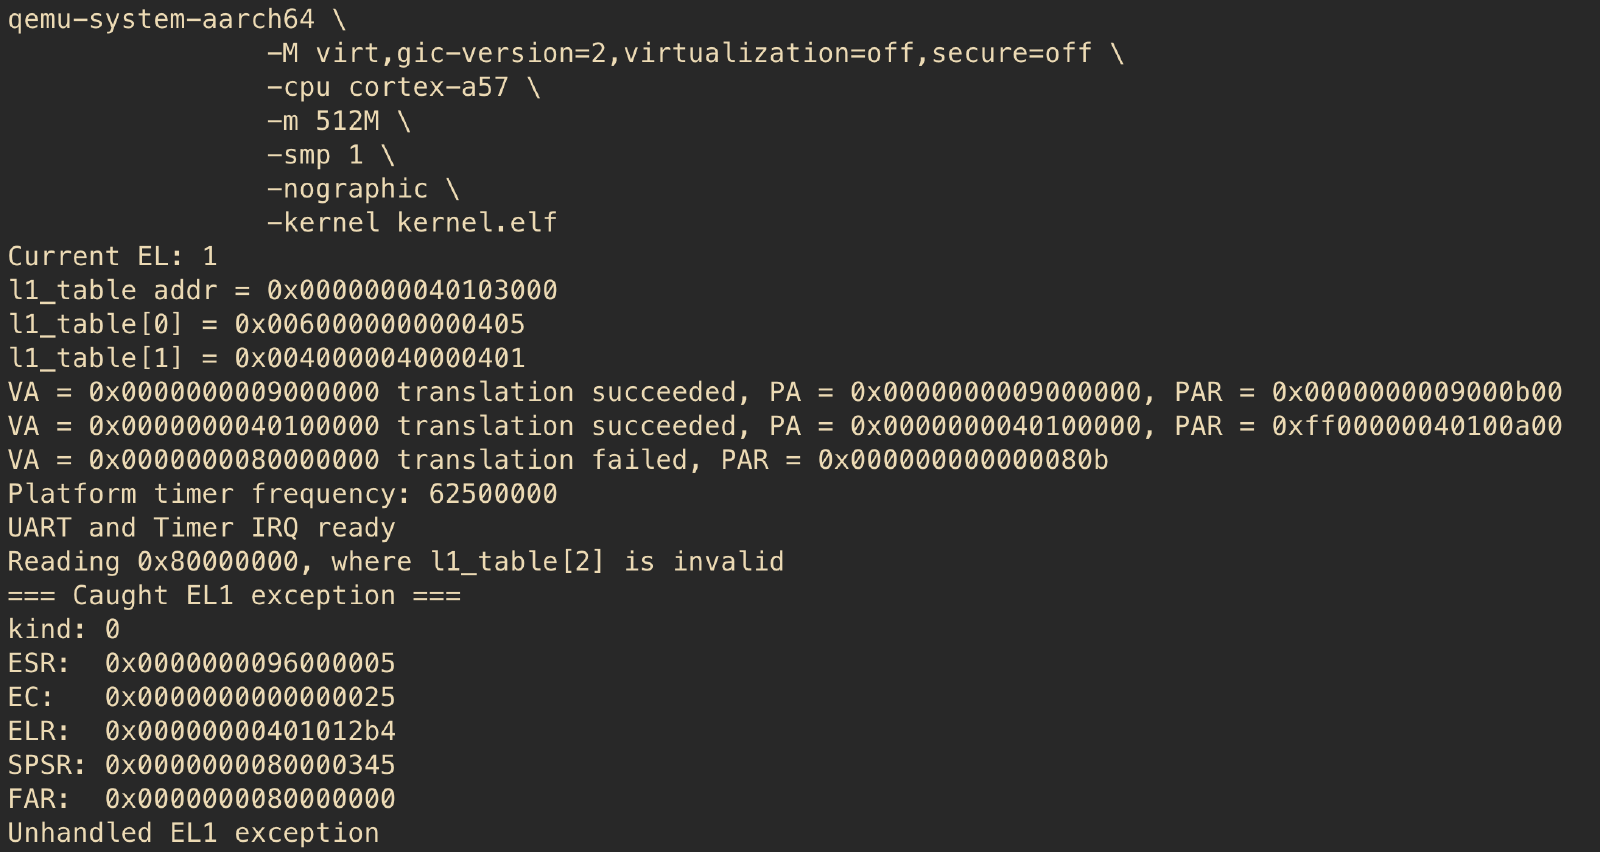 qemu-system-aarch64 \
-M virt,gic-version=2,virtualization=off,secure=off \
-cpu cortex-a57 \
-m 512M \
-smp 1 \
-nographic \
-kernel kernel.elf
Current EL: 1
l1_table addr = 0x0000000040103000
l1_table[0] = 0x0060000000000405
l1_table[1] = 0x0040000040000401
VA = 0x0000000009000000 translation succeeded, PA = 0x0000000009000000, PAR = 0x0000000009000b00
VA = 0x0000000040100000 translation succeeded, PA = 0x0000000040100000, PAR = 0xff00000040100a00
VA = 0x0000000080000000 translation failed, PAR = 0x000000000000080b
Platform timer frequency: 62500000
UART and Timer IRQ ready
Reading 0x80000000, where l1_table[2] is invalid
=== Caught EL1 exception ===
kind: 0
ESR:  0x0000000096000005
EC:   0x0000000000000025
ELR:  0x00000000401012b4
SPSR: 0x0000000080000345
FAR:  0x0000000080000000
Unhandled EL1 exception